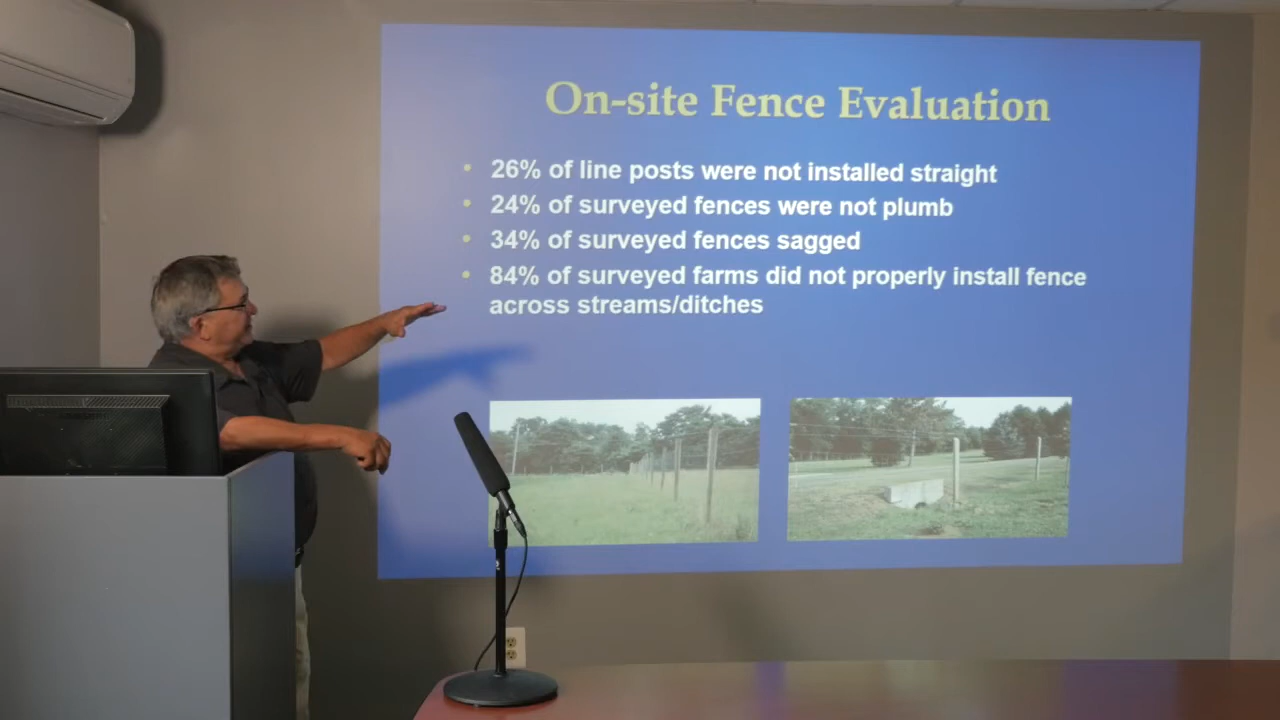 On-site Fence Evaluation
• 26% of line posts were not installed straight
• 24% of surveyed fences were not plumb
• 34% of surveyed fences sagged
• 84% of surveyed farms did not properly install fence
across streams/ditches